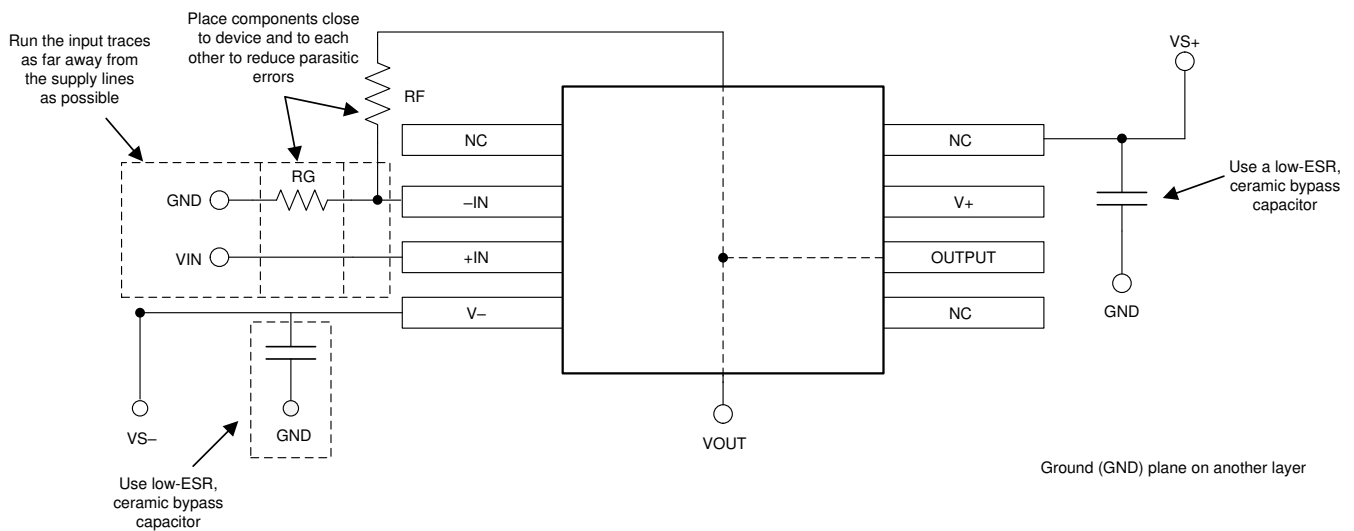 Place components close
to device and to each
other to reduce parasitic
errors
Run the input traces
as far away from
the supply lines
as possible
VS+
RF
NC
NC
Use a low-ESR,
ceramic bypass
capacitor
RG
GND
–IN
V+
VIN
+IN
OUTPUT
GND
V–
NC
VS–
GND
VOUT
Use low-ESR,
ceramic bypass
capacitor
Ground (GND) plane on another layer